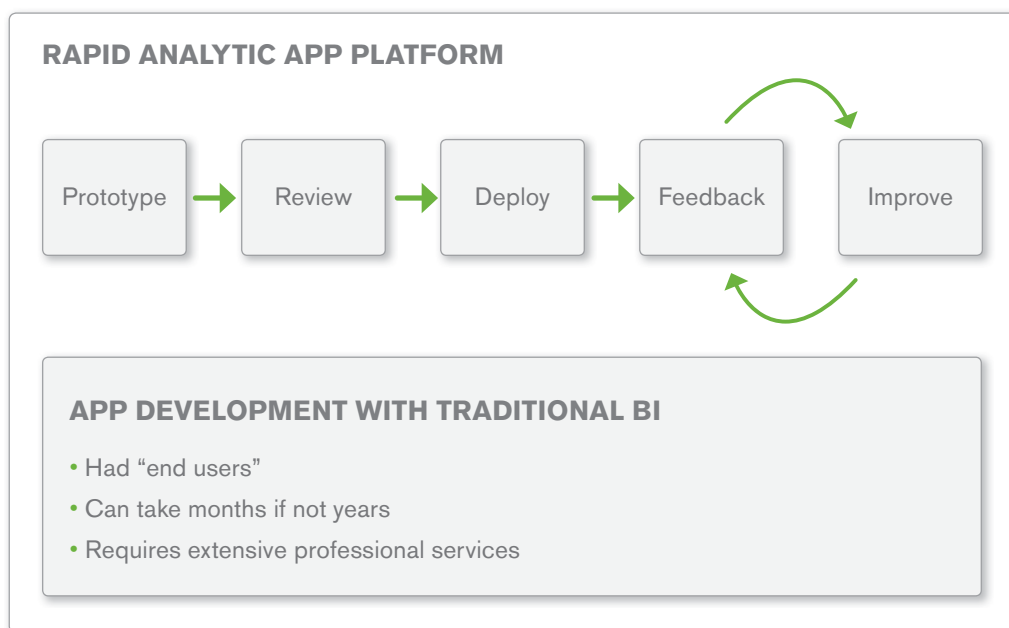 RAPID ANALYTIC APP PLATFORM
Prototype
Review
Deploy
Feedback
Improve
APP DEVELOPMENT WITH TRADITIONAL BI
• Had “end users”
• Can take months if not years
• Requires extensive professional services